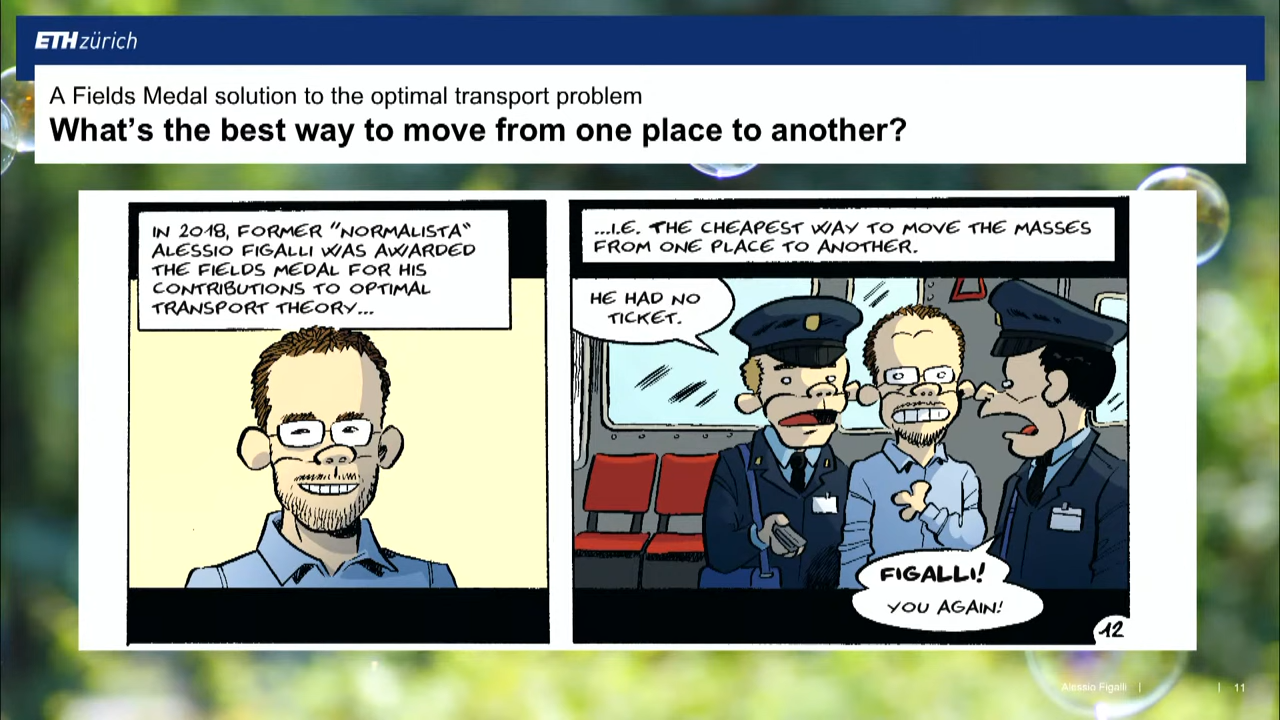 ETH zürich
A Fields Medal solution to the optimal transport problem
What's the best way to move from one place to another?
IN 2018, FORMER "NORMALISTA"
ALESSIO FIGALLI WAS AWARDED
THE FIELDS MEDAL FOR HIS
CONTRIBUTIONS TO OPTIMAL
TRANSPORT THEORY...
...I.E. THE CHEAPEST WAY TO MOVE THE MASSES
FROM ONE PLACE TO ANOTHER.
HE HAD NO
TICKET.
FIGALLI!
YOU AGAIN!
12
Alessio Figalli | | 11